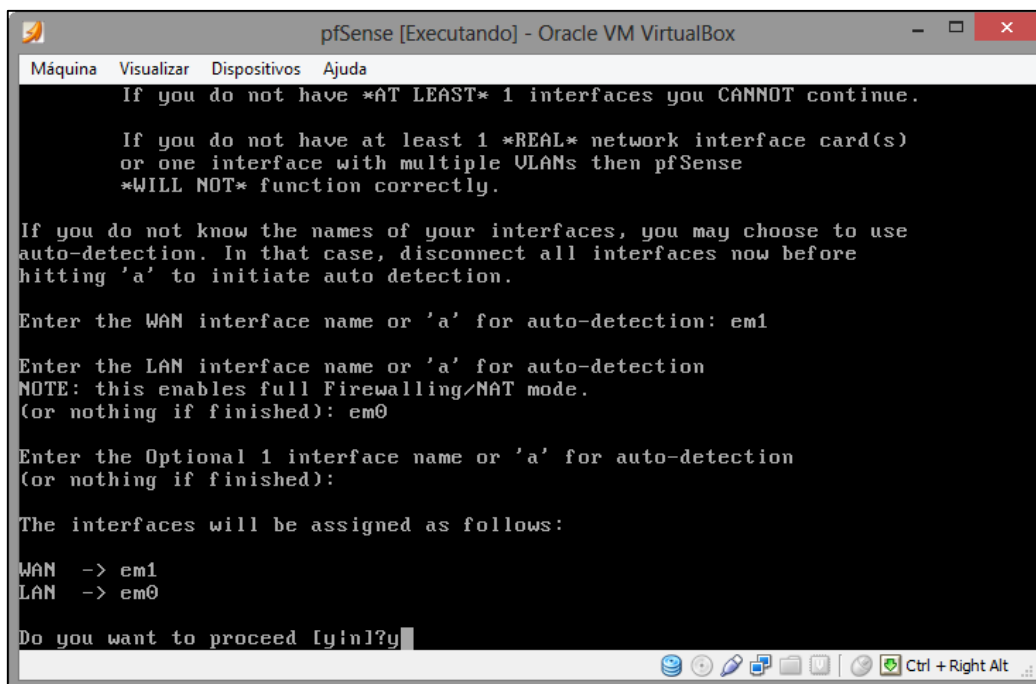 pfSense [Executando] - Oracle VM VirtualBox
Máquina Visualizar Dispositivos Ajuda
If you do not have *AT LEAST* 1 interfaces you CANNOT continue.
If you do not have at least 1 *REAL* network interface card(s)
or one interface with multiple VLANs then pfSense
*WILL NOT* function correctly.
If you do not know the names of your interfaces, you may choose to use
auto-detection. In that case, disconnect all interfaces now before
hitting 'a' to initiate auto detection.
Enter the WAN interface name or 'a' for auto-detection: em1
Enter the LAN interface name or 'a' for auto-detection
NOTE: this enables full Firewalling/NAT mode.
(or nothing if finished): em0
Enter the Optional 1 interface name or 'a' for auto-detection
(or nothing if finished):
The interfaces will be assigned as follows:
WAN -> em1
LAN -> em0
Do you want to proceed [y|n]?y
Ctrl + Right Alt